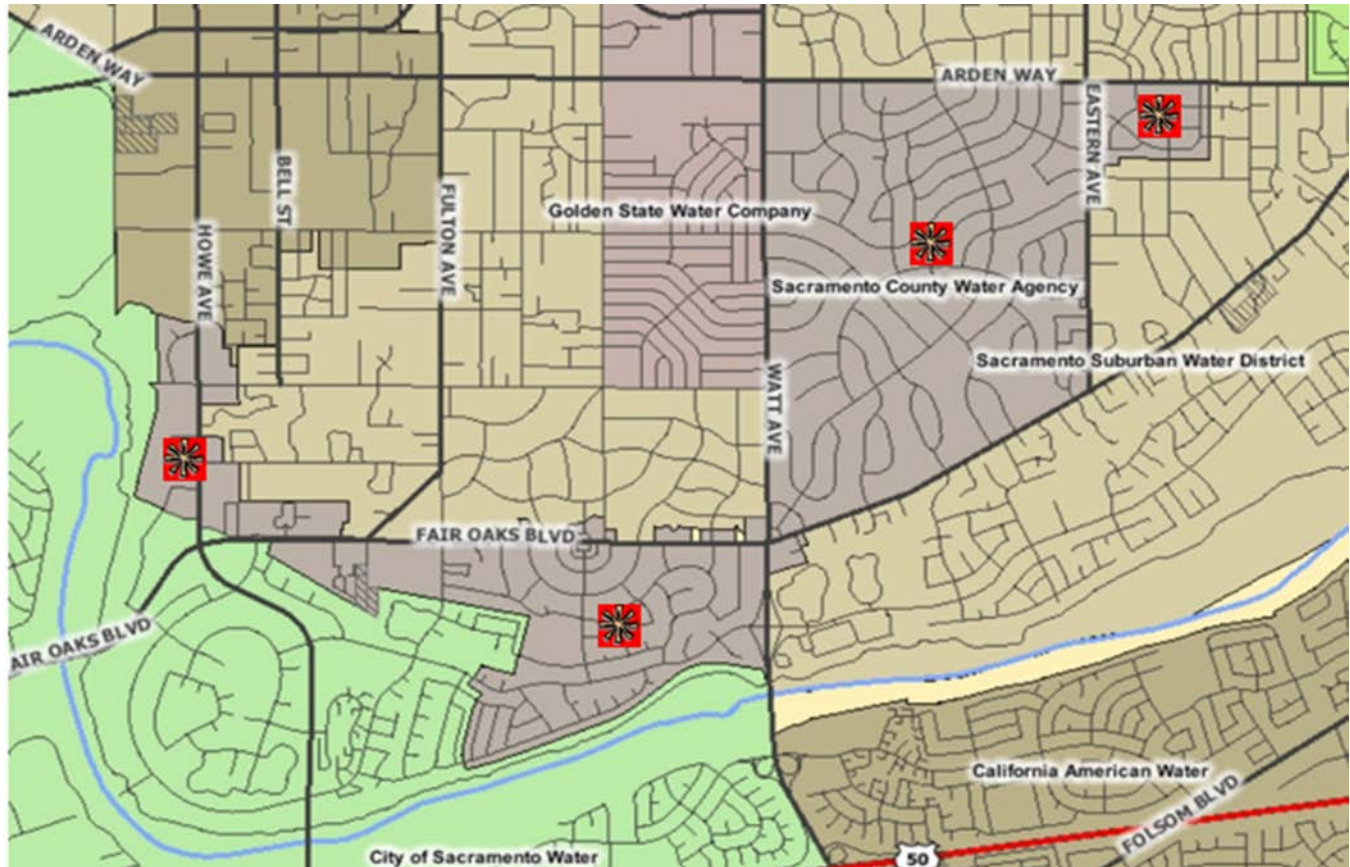 ARDEN WAY
ARDEN WAY
EASTERN AVE
BELL ST
FULTON AVE
HOWE AVE
Golden State Water Company
Sacramento County Water Agency
Sacramento Suburban Water District
WATT AVE
FAIR OAKS BLVD
AIR OAKS BLVD
California American Water
FOLSOM BLVD
City of Sacramento Water
50